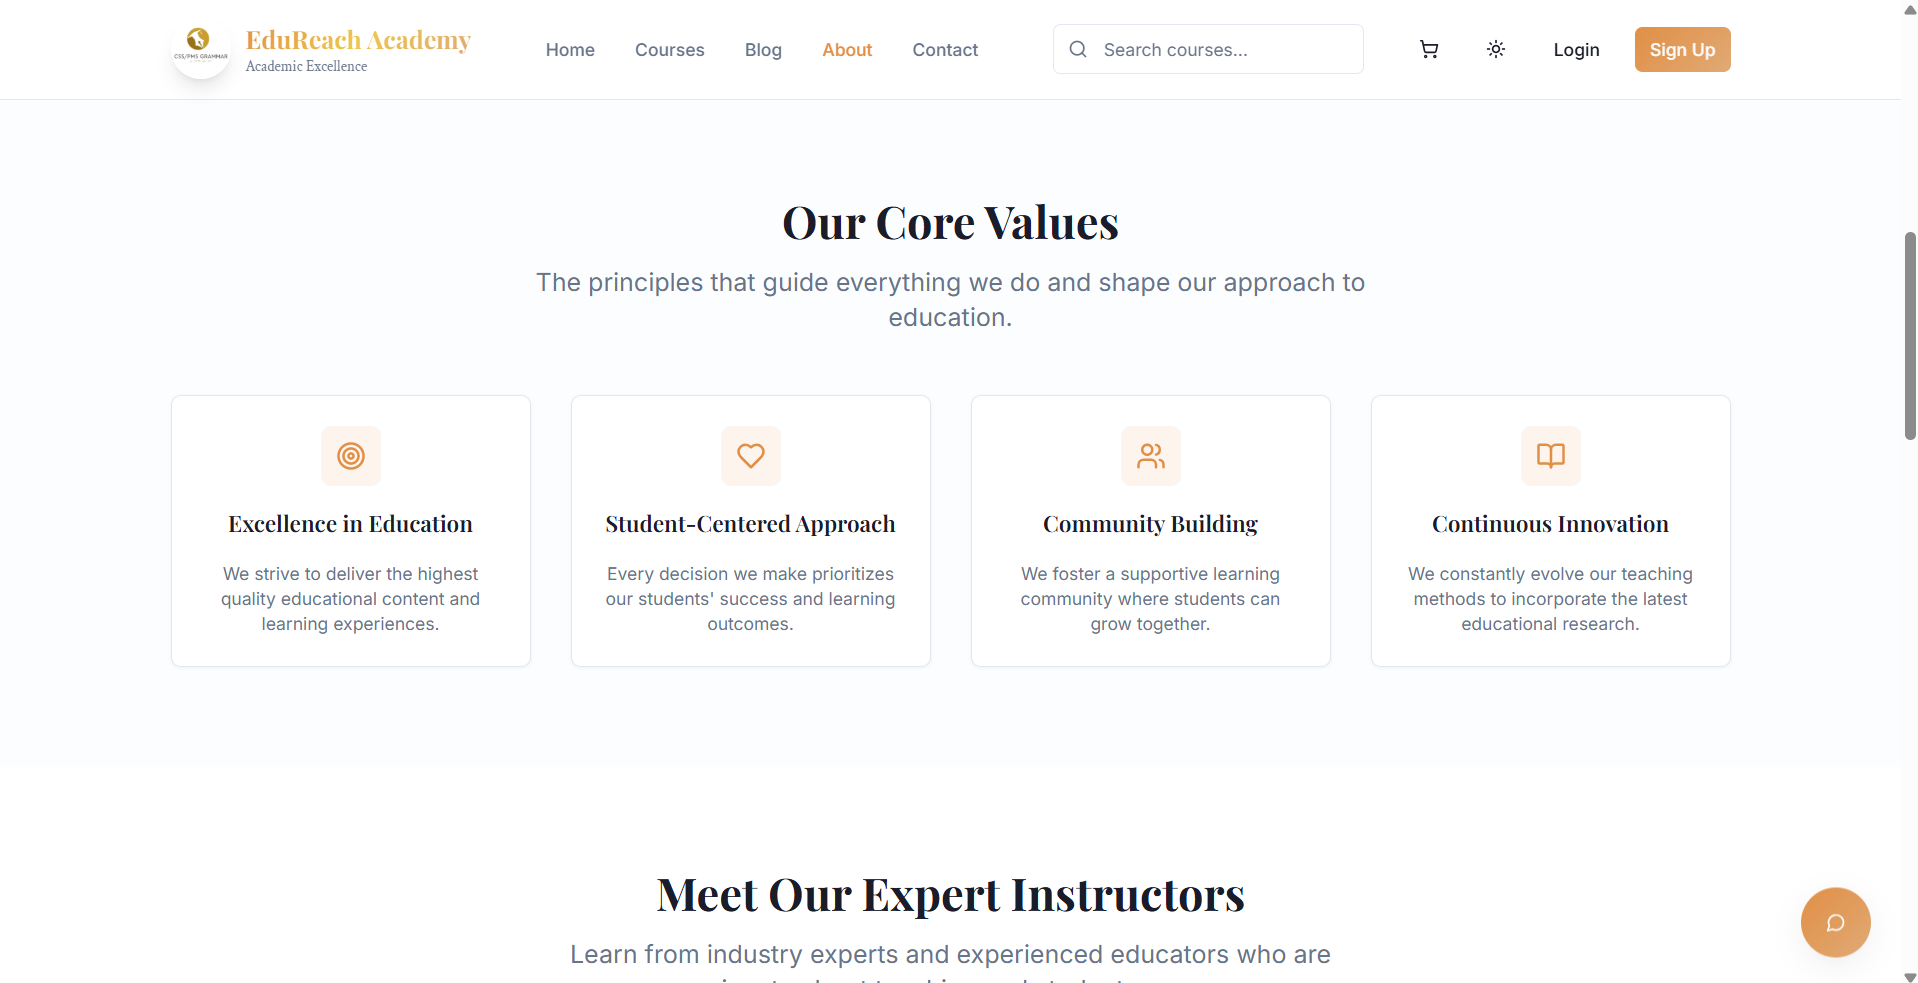 CSS/PMS GRAMMAR
EduReach Academy
Academic Excellence
Home
Courses
Blog
About
Contact
Search courses...
Login
Sign Up
Our Core Values
The principles that guide everything we do and shape our approach to
education.
Excellence in Education
We strive to deliver the highest
quality educational content and
learning experiences.
Student-Centered Approach
Every decision we make prioritizes
our students' success and learning
outcomes.
Community Building
We foster a supportive learning
community where students can
grow together.
Continuous Innovation
We constantly evolve our teaching
methods to incorporate the latest
educational research.
Meet Our Expert Instructors
Learn from industry experts and experienced educators who are